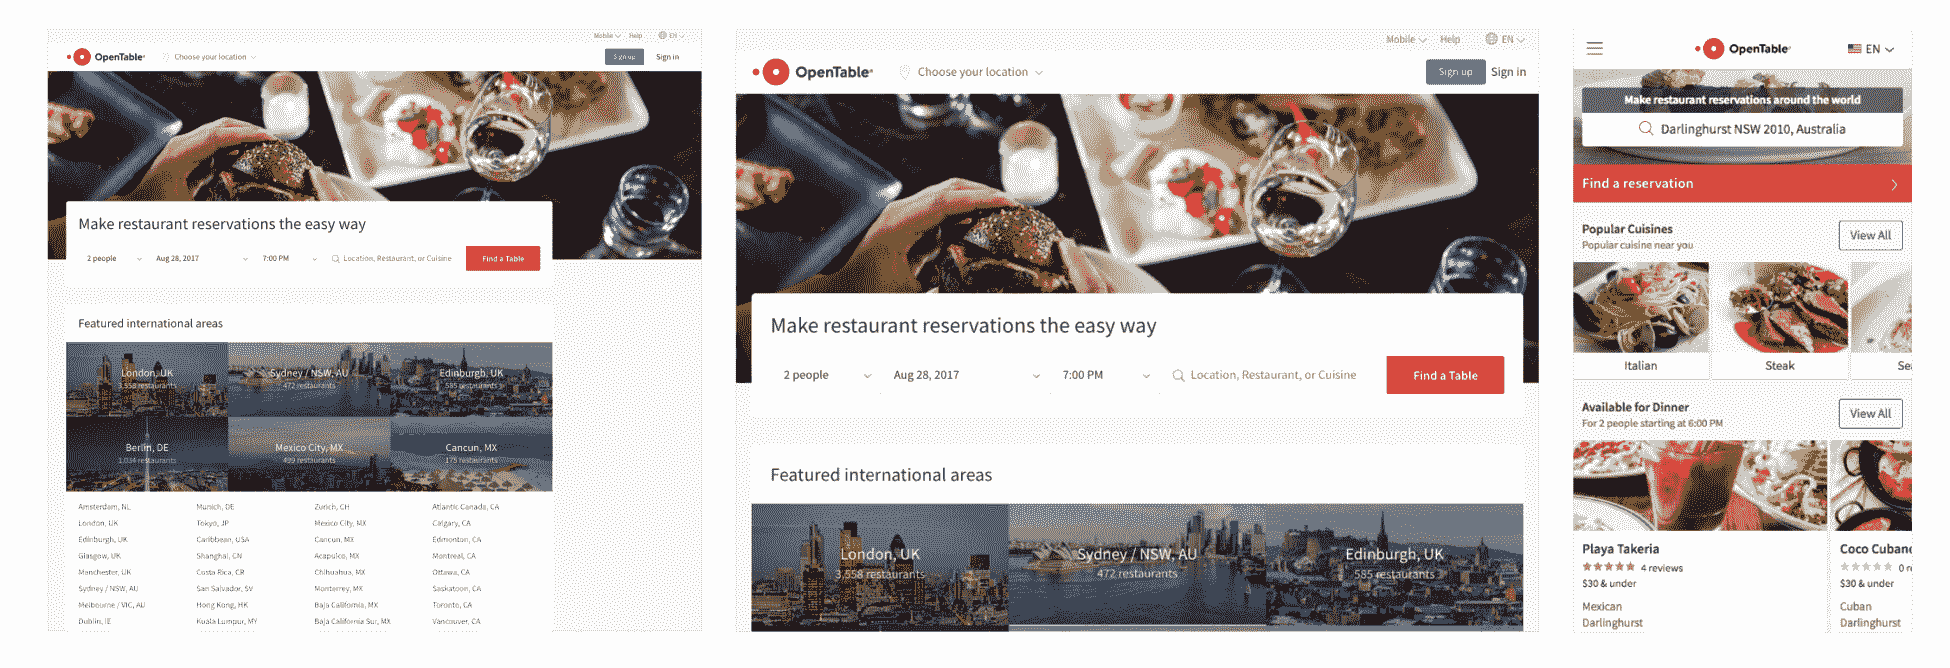 Mobile Help EN
OpenTable Choose your location Sign up Sign in
Make restaurant reservations the easy way
2 people Aug 28, 2017 7:00 PM Location, Restaurant, or Cuisine Find a Table
Featured international areas
London, UK Sydney / NSW, AU Edinburgh, UK
3,558 restaurants 472 restaurants 585 restaurants
Berlin, DE Mexico City, MX Cancun, MX
1,034 restaurants 499 restaurants 175 restaurants
Amsterdam, NL Munich, DE Zurich, CH Atlantic Canada, CA
London, UK Tokyo, JP Mexico City, MX Calgary, CA
Edinburgh, UK Caribbean, USA Cancun, MX Edmonton, CA
Glasgow, UK Shanghai, CN Acapulco, MX Montreal, CA
Manchester, UK Costa Rica, CR Chihuahua, MX Ottawa, CA
Sydney / NSW, AU San Salvador, SV Monterrey, MX Saskatoon, CA
Melbourne / VIC, AU Hong Kong, HK Baja California, MX Toronto, CA
Dublin, IE Kuala Lumpur, MY Baja California Sur, MX Vancouver, CA
Mobile Help EN
OpenTable Choose your location Sign up Sign in
Make restaurant reservations the easy way
2 people Aug 28, 2017 7:00 PM Location, Restaurant, or Cuisine Find a Table
Featured international areas
London, UK Sydney / NSW, AU Edinburgh, UK
3,558 restaurants 472 restaurants 585 restaurants
OpenTable EN
Make restaurant reservations around the world
Darlinghurst NSW 2010, Australia
Find a reservation
Popular Cuisines View All
Popular cuisine near you
Italian Steak Se
Available for Dinner View All
For 2 people starting at 6:00 PM
Playa Takeria Coco Cubano
4 reviews 0 r
$30 & under $30 & under
Mexican Cuban
Darlinghurst Darlinghurst